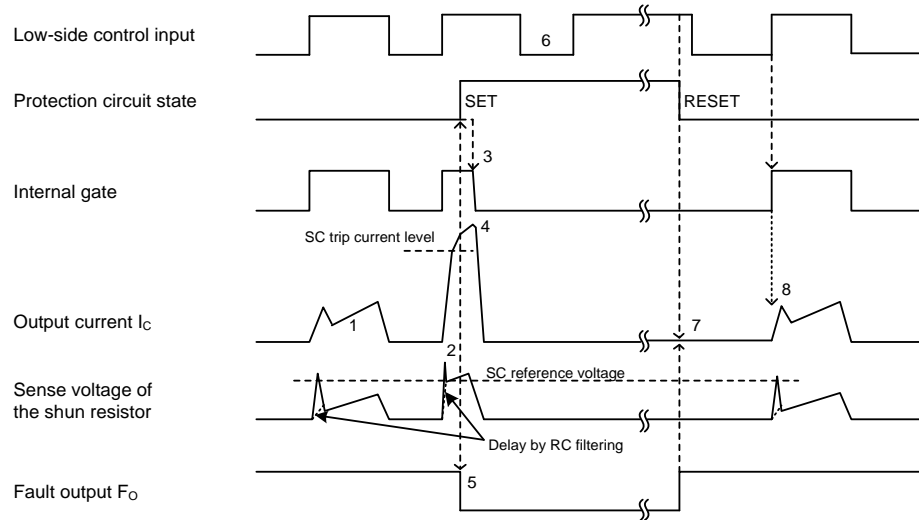 Low-side control input
6
Protection circuit state
SET
RESET
3
Internal gate
4
SC trip current level
8
Output current IC
1
7
2
SC reference voltage
Sense voltage of
the shun resistor
Delay by RC filtering
5
Fault output FO